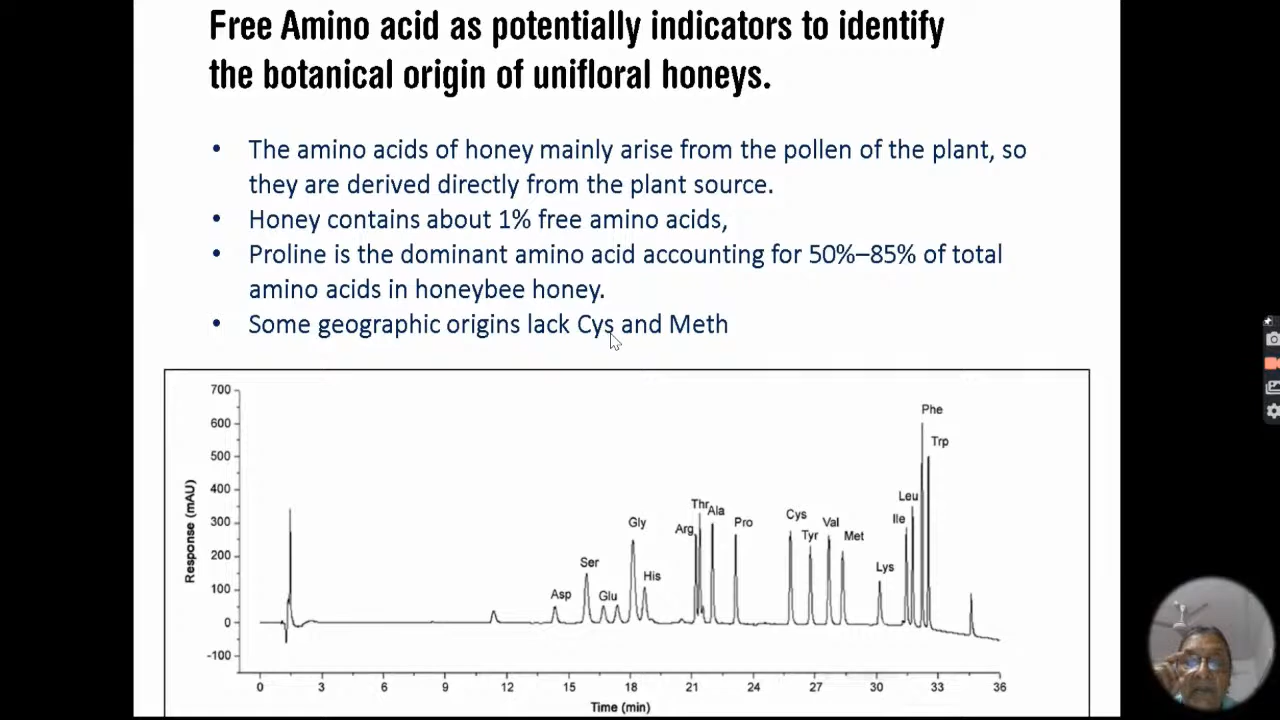 Free Amino acid as potentially indicators to identify
the botanical origin of unifloral honeys.
• The amino acids of honey mainly arise from the pollen of the plant, so
they are derived directly from the plant source.
• Honey contains about 1% free amino acids,
• Proline is the dominant amino acid accounting for 50%–85% of total
amino acids in honeybee honey.
• Some geographic origins lack Cys and Meth
700
600
500
400
300
200
100
0
-100
Response (mAU)
Asp
Ser
Glu
Gly
His
Arg
Thr
Ala
Pro
Cys
Tyr
Val
Met
Lys
Ile
Leu
Phe
Trp
0 3 6 9 12 15 18 21 24 27 30 33 36
Time (min)